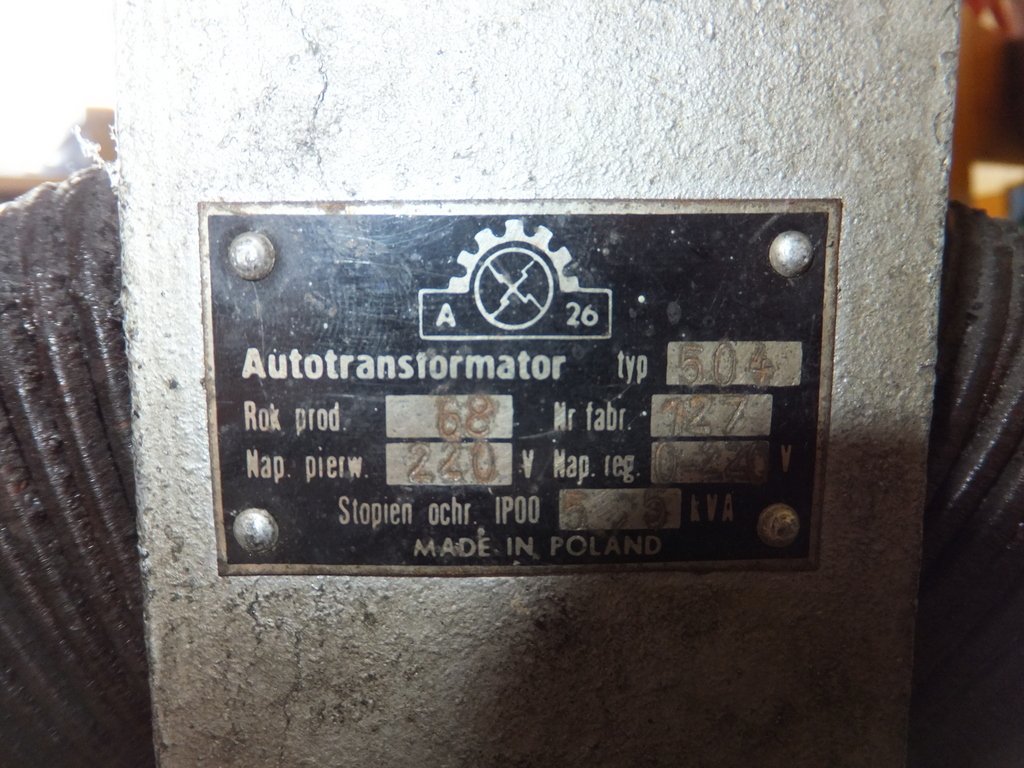 A 26
Autotransformator typ 504
Rok prod. 68 Nr fabr. 127
Nap. pierw. 220 V Nap. reg. 0-220 V
Stopień ochr. IP00 kVA
MADE IN POLAND